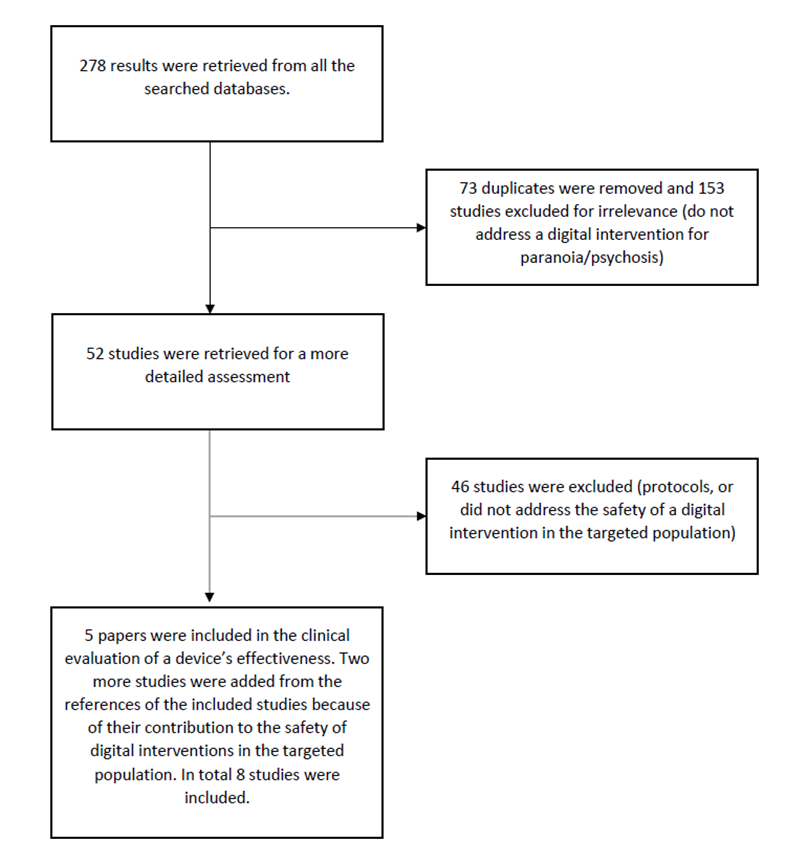 278 results were retrieved from all the
searched databases.
73 duplicates were removed and 153
studies excluded for irrelevance (do not
address a digital intervention for
paranoia/psychosis)
52 studies were retrieved for a more
detailed assessment
46 studies were excluded (protocols, or
did not address the safety of a digital
intervention in the targeted population)
5 papers were included in the clinical
evaluation of a device’s effectiveness. Two
more studies were added from the
references of the included studies because
of their contribution to the safety of
digital interventions in the targeted
population. In total 8 studies were
included.